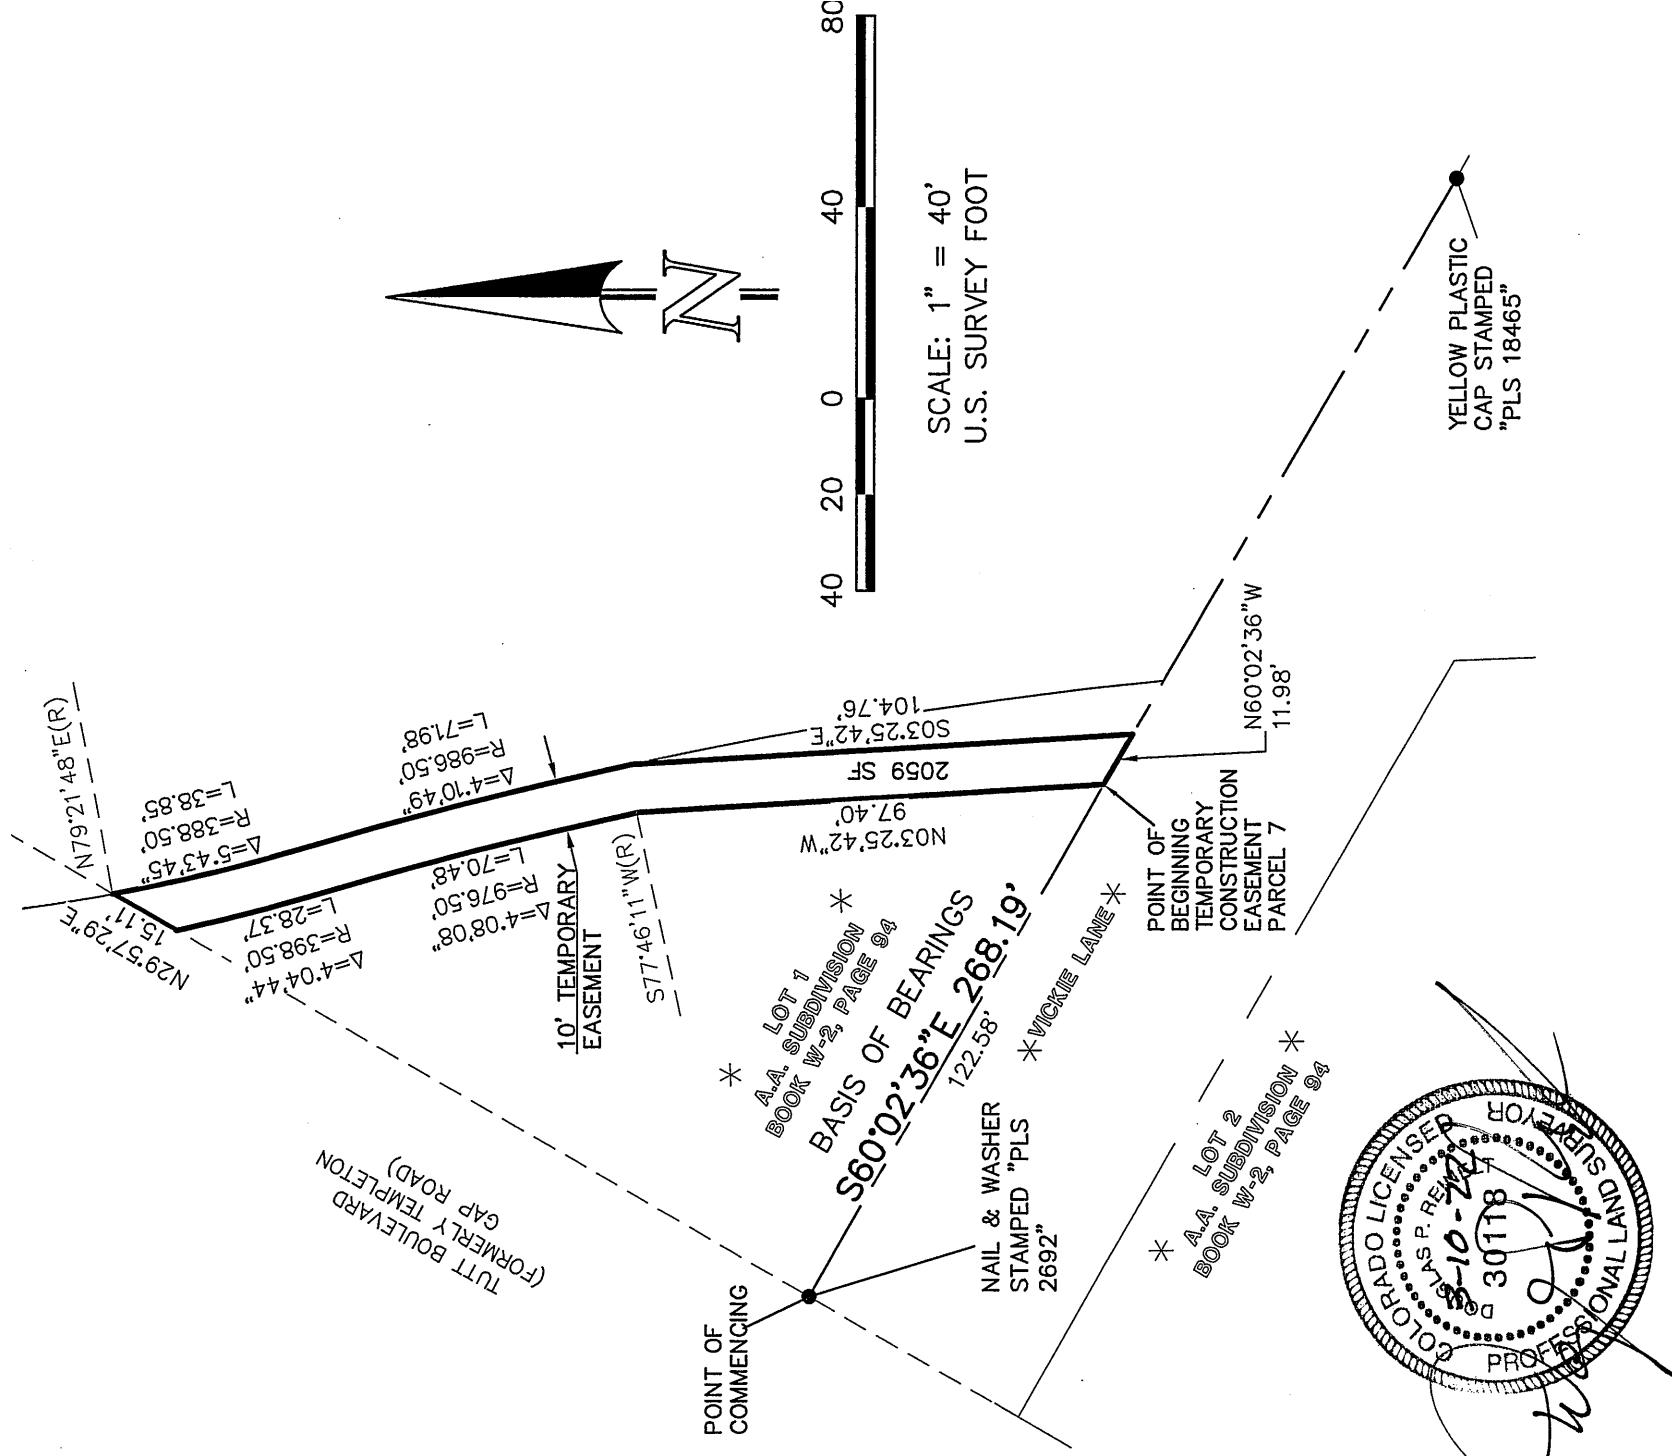 N79°21'48"E(R)
N29°57'29"E
15.11'
Δ=5°43'45"
R=388.50'
L=38.85'
Δ=4°10'49"
R=986.50'
L=71.98'
Δ=4°04'44"
R=398.50'
L=28.37'
Δ=4°08'08"
R=976.50'
L=70.48'
10' TEMPORARY
EASEMENT
S77°46'11"W(R)
S03°25'42"E
104.76'
2059 SF
N03°25'42"W
97.40'
N
40 20 0 40 80
SCALE: 1" = 40'
U.S. SURVEY FOOT
TUTT BOULEVARD
(FORMERLY TEMPLETON
GAP ROAD)
* LOT 1 *
A.A. SUBDIVISION
BOOK W-2, PAGE 94
BASIS OF BEARINGS
S60°02'36"E 268.19'
122.58'
*VICKIE LANE*
POINT OF
COMMENCING
NAIL & WASHER
STAMPED "PLS
2692"
POINT OF
BEGINNING
TEMPORARY
CONSTRUCTION
EASEMENT
PARCEL 7
N60°02'36"W
11.98'
YELLOW PLASTIC
CAP STAMPED
"PLS 18465"
* LOT 2 *
A.A. SUBDIVISION
BOOK W-2, PAGE 94
COLORADO LICENSED
30118
PROFESSIONAL LAND SURVEYOR